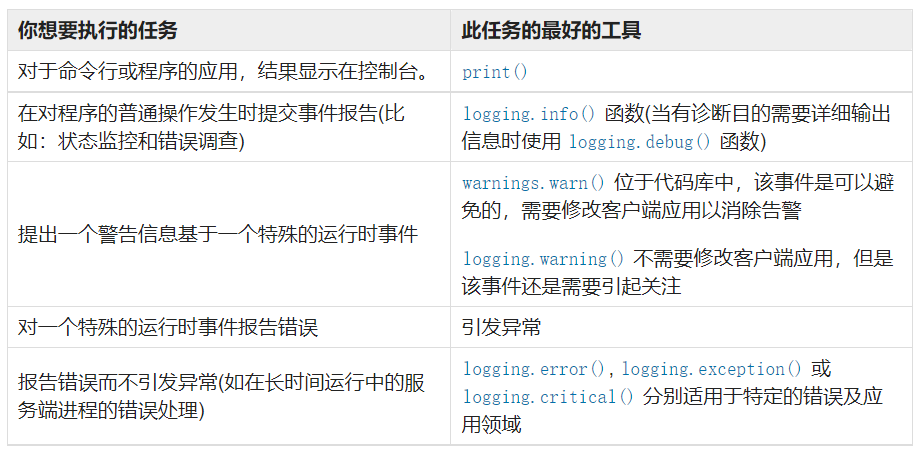 你想要执行的任务
此任务的最好的工具
对于命令行或程序的应用，结果显示在控制台。
print()
在对程序的普通操作发生时提交事件报告(比
如：状态监控和错误调查)
logging.info() 函数(当有诊断目的需要详细输出
信息时使用 logging.debug() 函数)
提出一个警告信息基于一个特殊的运行时事件
warnings.warn() 位于代码库中，该事件是可以避
免的，需要修改客户端应用以消除告警
logging.warning() 不需要修改客户端应用，但是
该事件还是需要引起关注
对一个特殊的运行时事件报告错误
引发异常
报告错误而不引发异常(如在长时间运行中的服
务端进程的错误处理)
logging.error(), logging.exception() 或
logging.critical() 分别适用于特定的错误及应
用领域